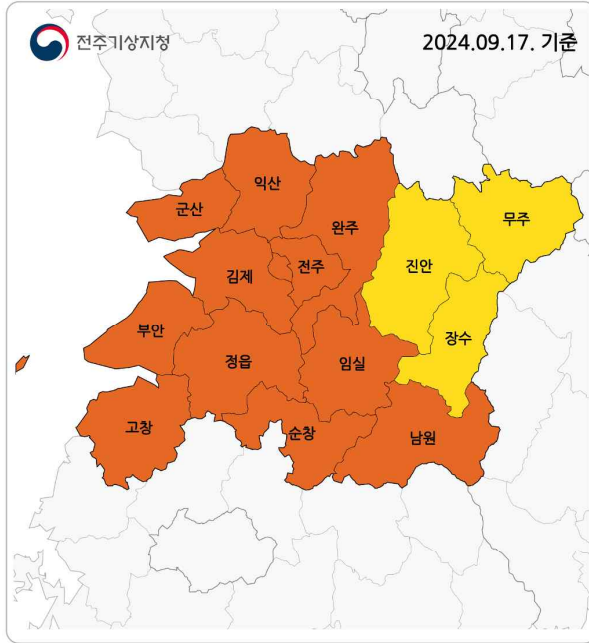 전주기상지청
2024.09.17. 기준
익산
군산
완주
무주
김제
전주
진안
부안
정읍
임실
장수
고창
순창
남원